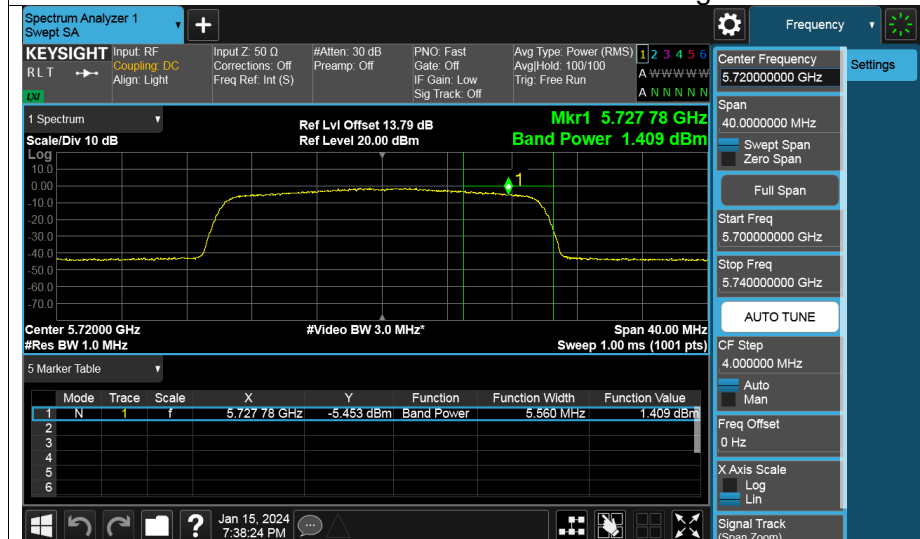 Spectrum Analyzer 1
Swept SA
+
Frequency
KEYSIGHT
R L T
LXI
Input: RF
Coupling: DC
Align: Light
Input Z: 50 Ω
Corrections: Off
Freq Ref: Int (S)
#Atten: 30 dB
Preamp: Off
PNO: Fast
Gate: Off
IF Gain: Low
Sig Track: Off
Avg Type: Power (RMS)
Avg|Hold: 100/100
Trig: Free Run
1 2 3 4 5 6
A W W W W W
A N N N N N
1 Spectrum
Scale/Div 10 dB
Ref Lvl Offset 13.79 dB
Ref Level 20.00 dBm
Mkr1 5.727 78 GHz
Band Power 1.409 dBm
Log
10.0
0.00
-10.0
-20.0
-30.0
-40.0
-50.0
-60.0
-70.0
1
Center 5.72000 GHz
#Res BW 1.0 MHz
#Video BW 3.0 MHz*
Span 40.00 MHz
Sweep 1.00 ms (1001 pts)
5 Marker Table
Mode Trace Scale X Y Function Function Width Function Value
1 N 1 f 5.727 78 GHz -5.453 dBm Band Power 5.560 MHz 1.409 dBm
2
3
4
5
6
?
Jan 15, 2024
7:38:24 PM
Center Frequency
5.720000000 GHz
Settings
Span
40.0000000 MHz
Swept Span
Zero Span
Full Span
Start Freq
5.700000000 GHz
Stop Freq
5.740000000 GHz
AUTO TUNE
CF Step
4.000000 MHz
Auto
Man
Freq Offset
0 Hz
X Axis Scale
Log
Lin
Signal Track
(Span Zoom)